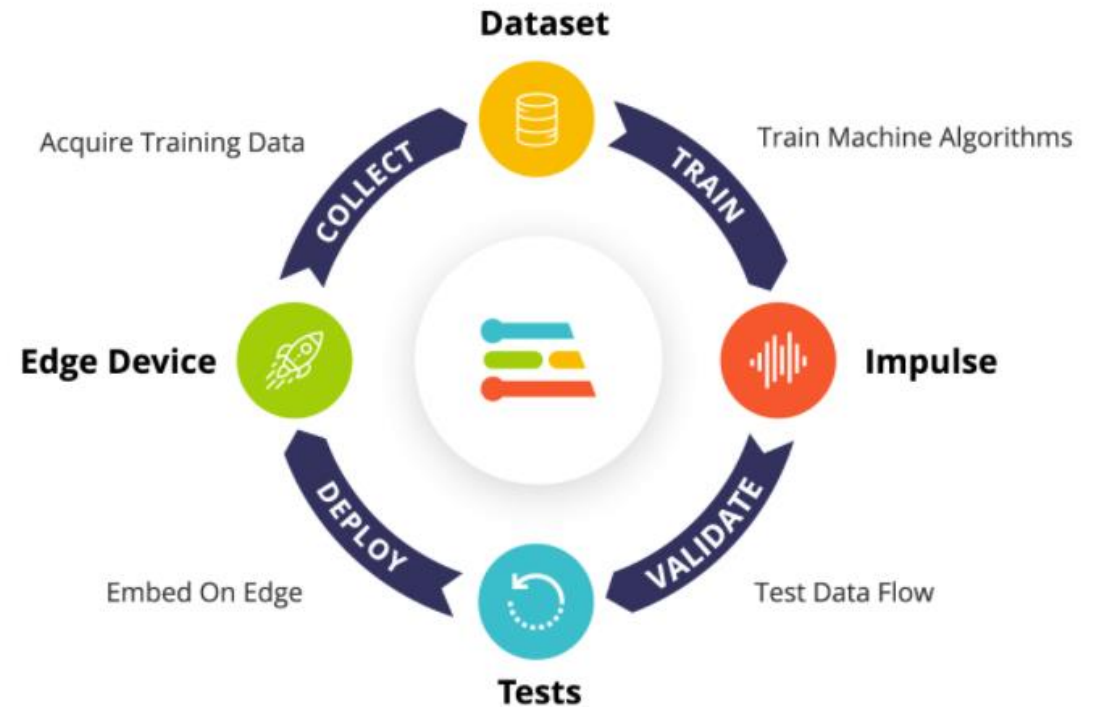 Dataset
Acquire Training Data
COLLECT
TRAIN
Train Machine Algorithms
Edge Device
Impulse
DEPLOY
VALIDATE
Embed On Edge
Test Data Flow
Tests